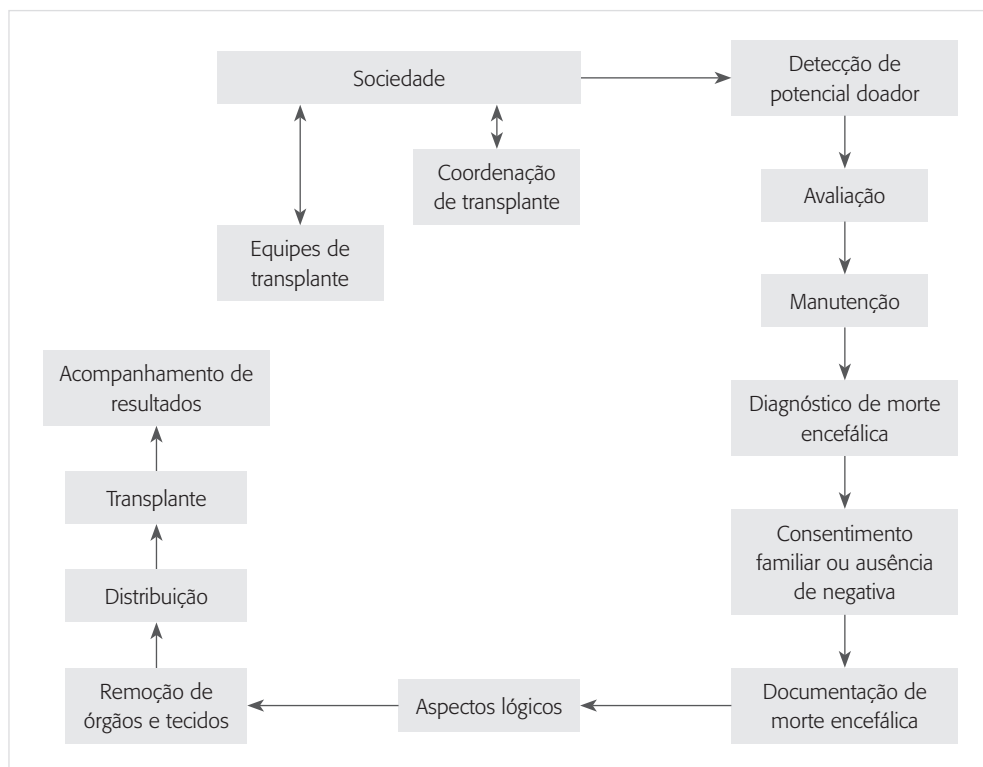 Sociedade
Detecção de
potencial doador
Coordenação
de transplante
Avaliação
Equipes de
transplante
Manutenção
Diagnóstico de morte
encefálica
Consentimento
familiar ou ausência
de negativa
Documentação de
morte encefálica
Aspectos lógicos
Remoção de
órgãos e tecidos
Distribuição
Transplante
Acompanhamento de
resultados